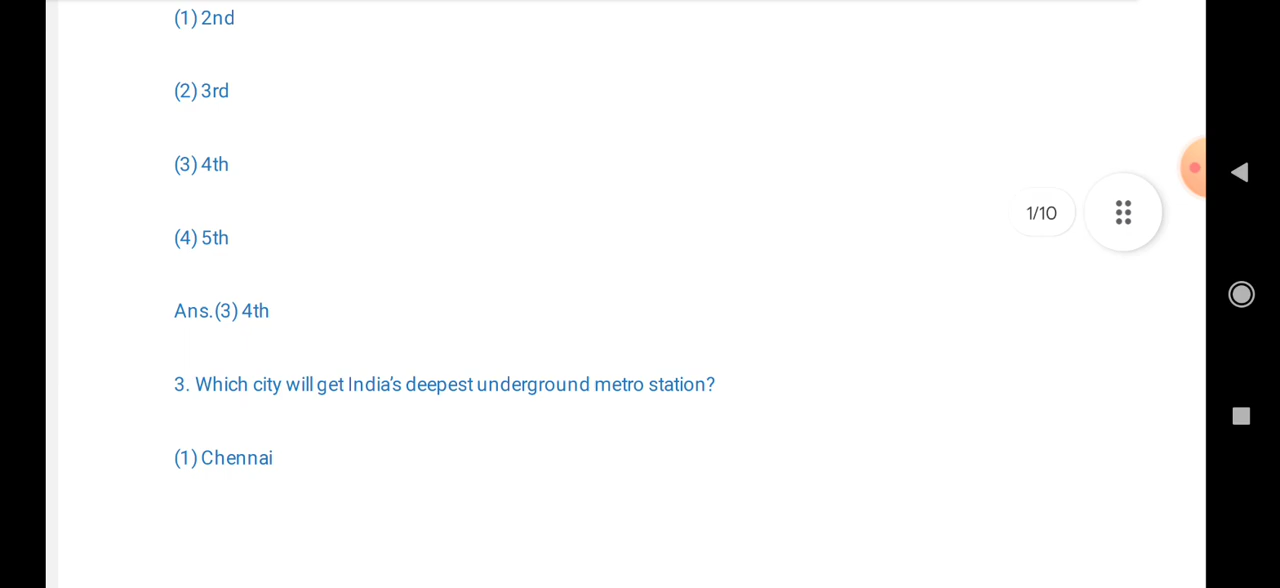 (1) 2nd
(2) 3rd
(3) 4th
1/10
(4) 5th
Ans.(3) 4th
3. Which city will get India's deepest underground metro station?
(1) Chennai